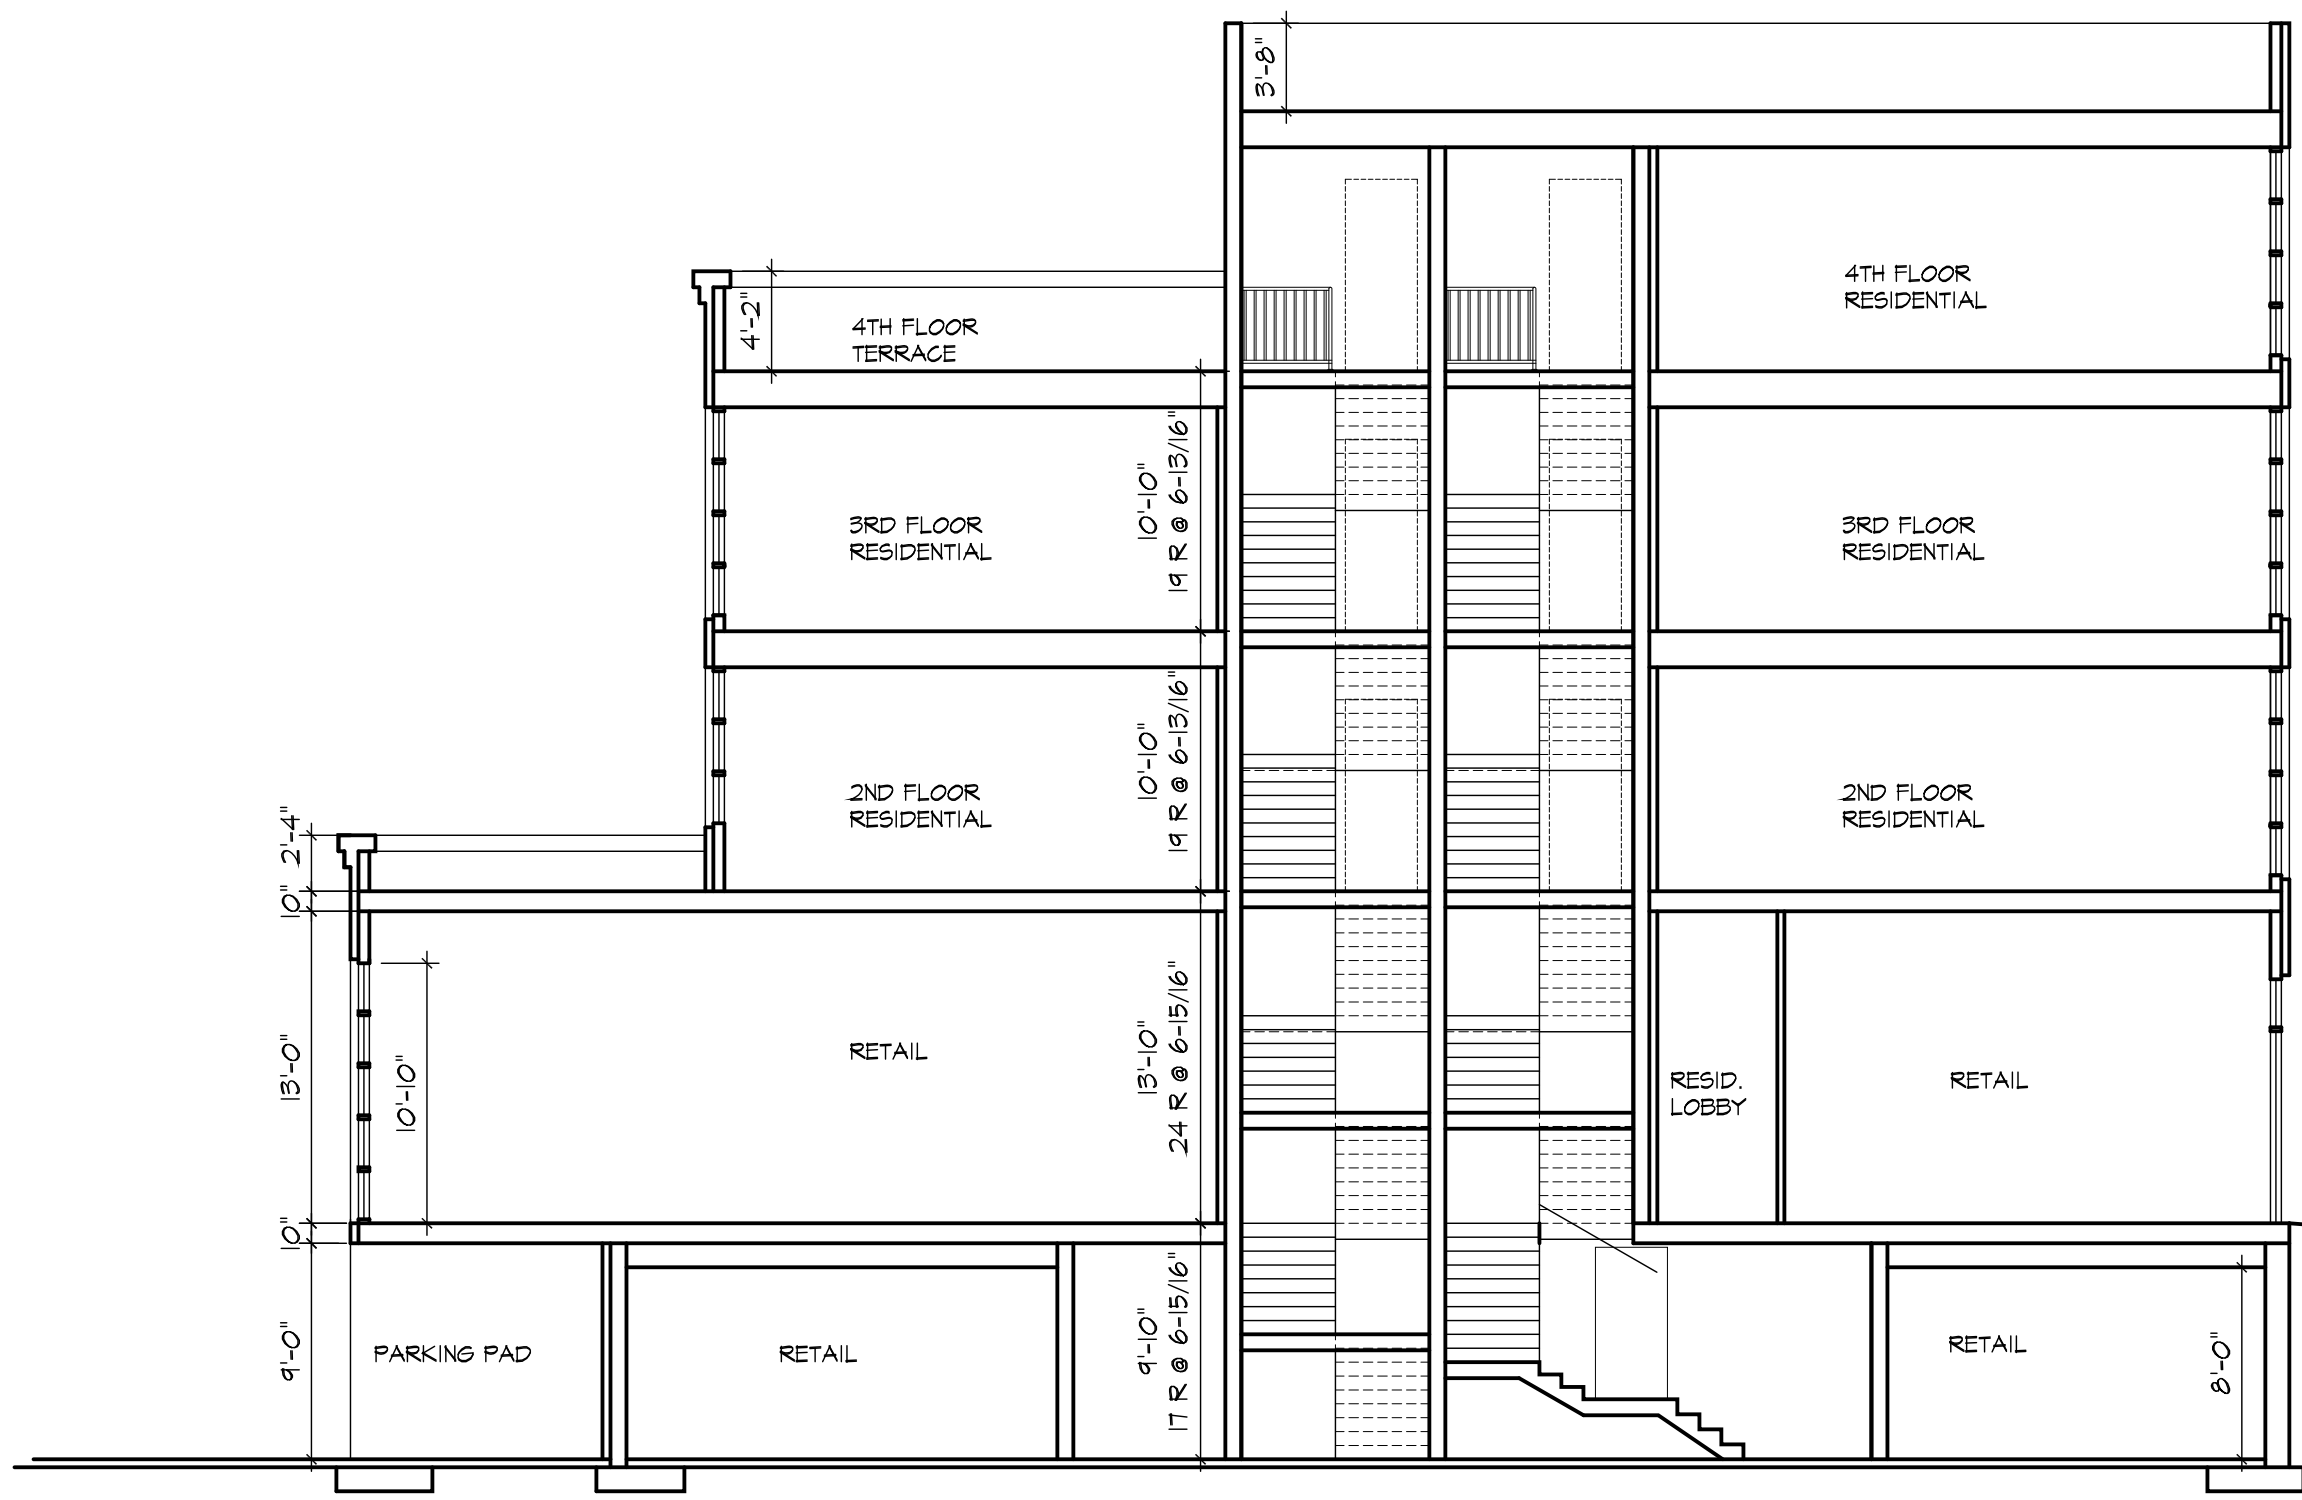 3'-8"
4TH FLOOR
RESIDENTIAL
4'-2"
4TH FLOOR
TERRACE
10'-10"
19 R @ 6-13/16"
3RD FLOOR
RESIDENTIAL
3RD FLOOR
RESIDENTIAL
10'-10"
19 R @ 6-13/16"
2ND FLOOR
RESIDENTIAL
2ND FLOOR
RESIDENTIAL
2'-4"
10"
13'-0"
10'-10"
RETAIL
13'-10"
24 R @ 6-15/16"
RESID.
LOBBY
RETAIL
10"
9'-0"
PARKING PAD
RETAIL
9'-10"
17 R @ 6-15/16"
RETAIL
8'-0"